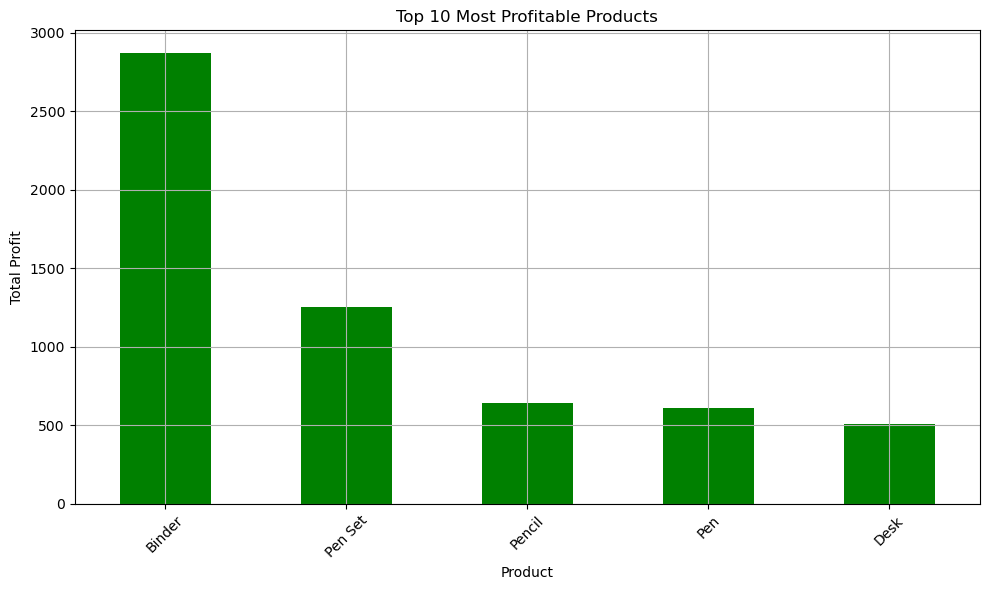 Top 10 Most Profitable Products
3000
2500
2000
1500
1000
500
0
Total Profit
Binder
Pen Set
Pencil
Pen
Desk
Product